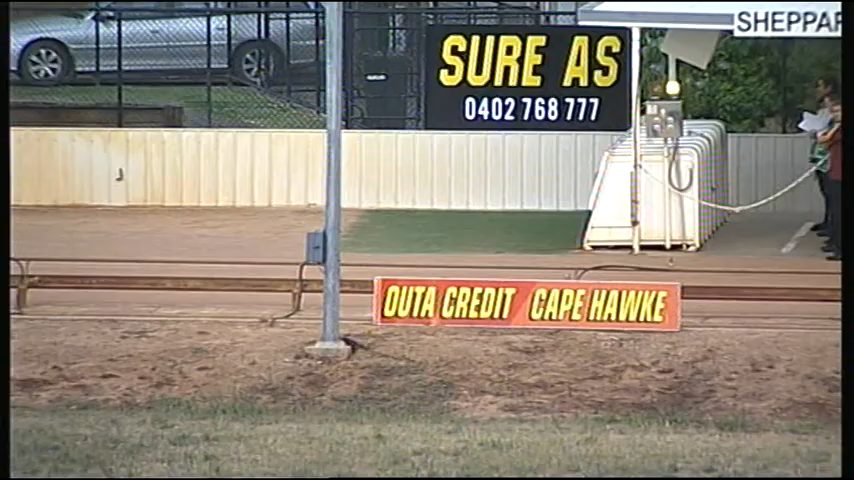 SHEPPAR
SURE AS
0402 768 777
OUTA CREDIT / CAPE HAWKE